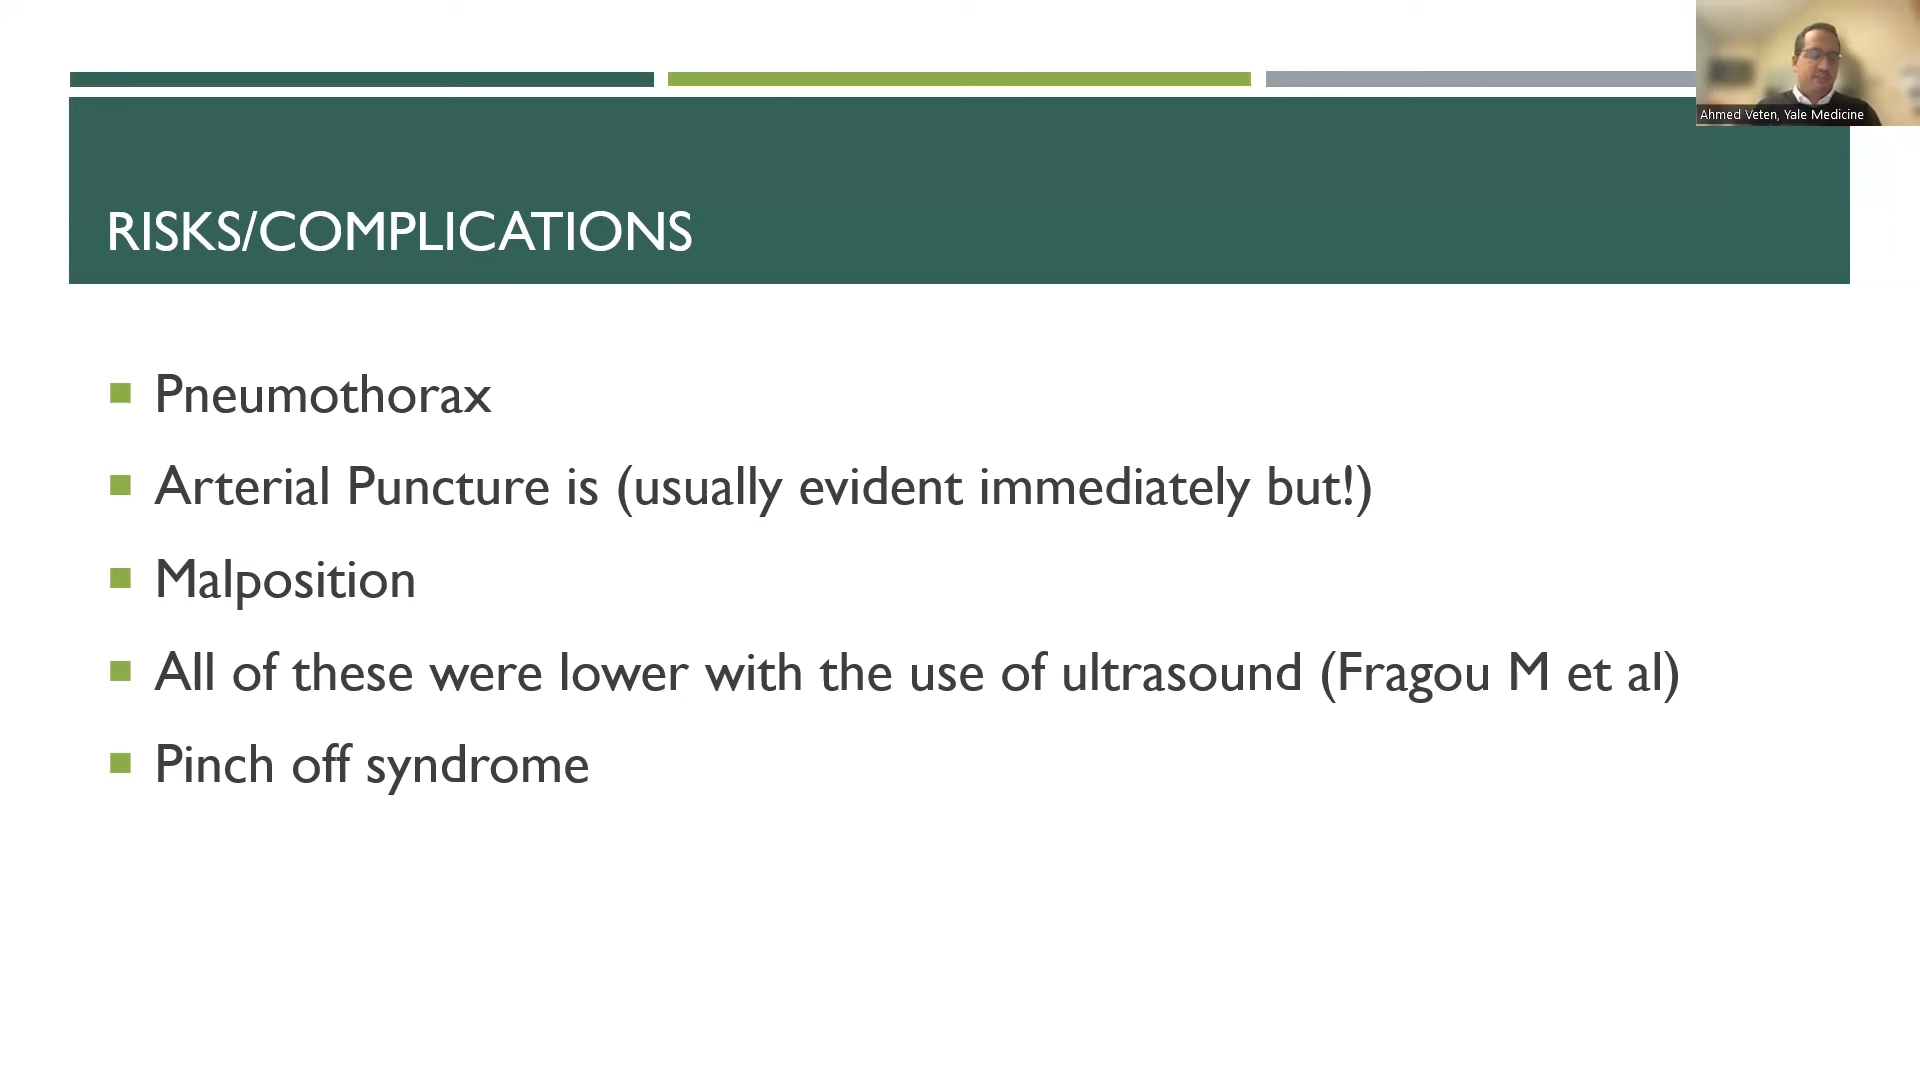 Ahmed Veten, Yale Medicine
RISKS/COMPLICATIONS
Pneumothorax
Arterial Puncture is (usually evident immediately but!)
Malposition
All of these were lower with the use of ultrasound (Fragou M et al)
Pinch off syndrome